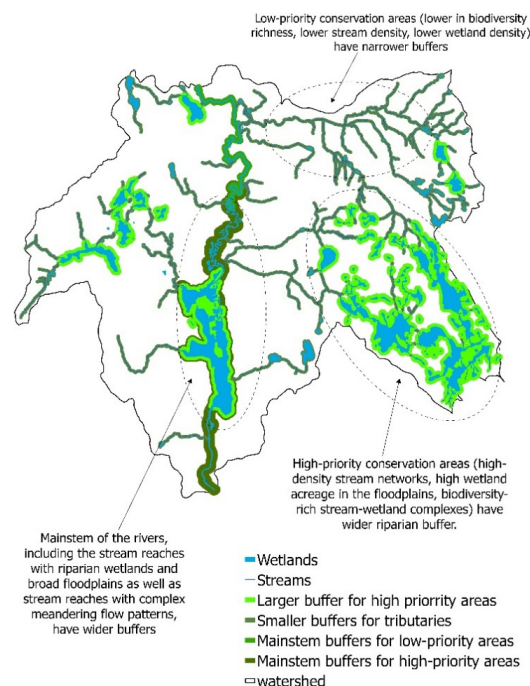 Low-priority conservation areas (lower in biodiversity
richness, lower stream density, lower wetland density)
have narrower buffers
High-priority conservation areas (high-
density stream networks, high wetland
acreage in the floodplains, biodiversity-
rich stream-wetland complexes) have
wider riparian buffer.
Mainstem of the rivers,
including the stream reaches
with riparian wetlands and
broad floodplains as well as
stream reaches with complex
meandering flow patterns,
have wider buffers
Wetlands
Streams
Larger buffer for high priorrity areas
Smaller buffers for tributaries
Mainstem buffers for low-priority areas
Mainstem buffers for high-priority areas
watershed